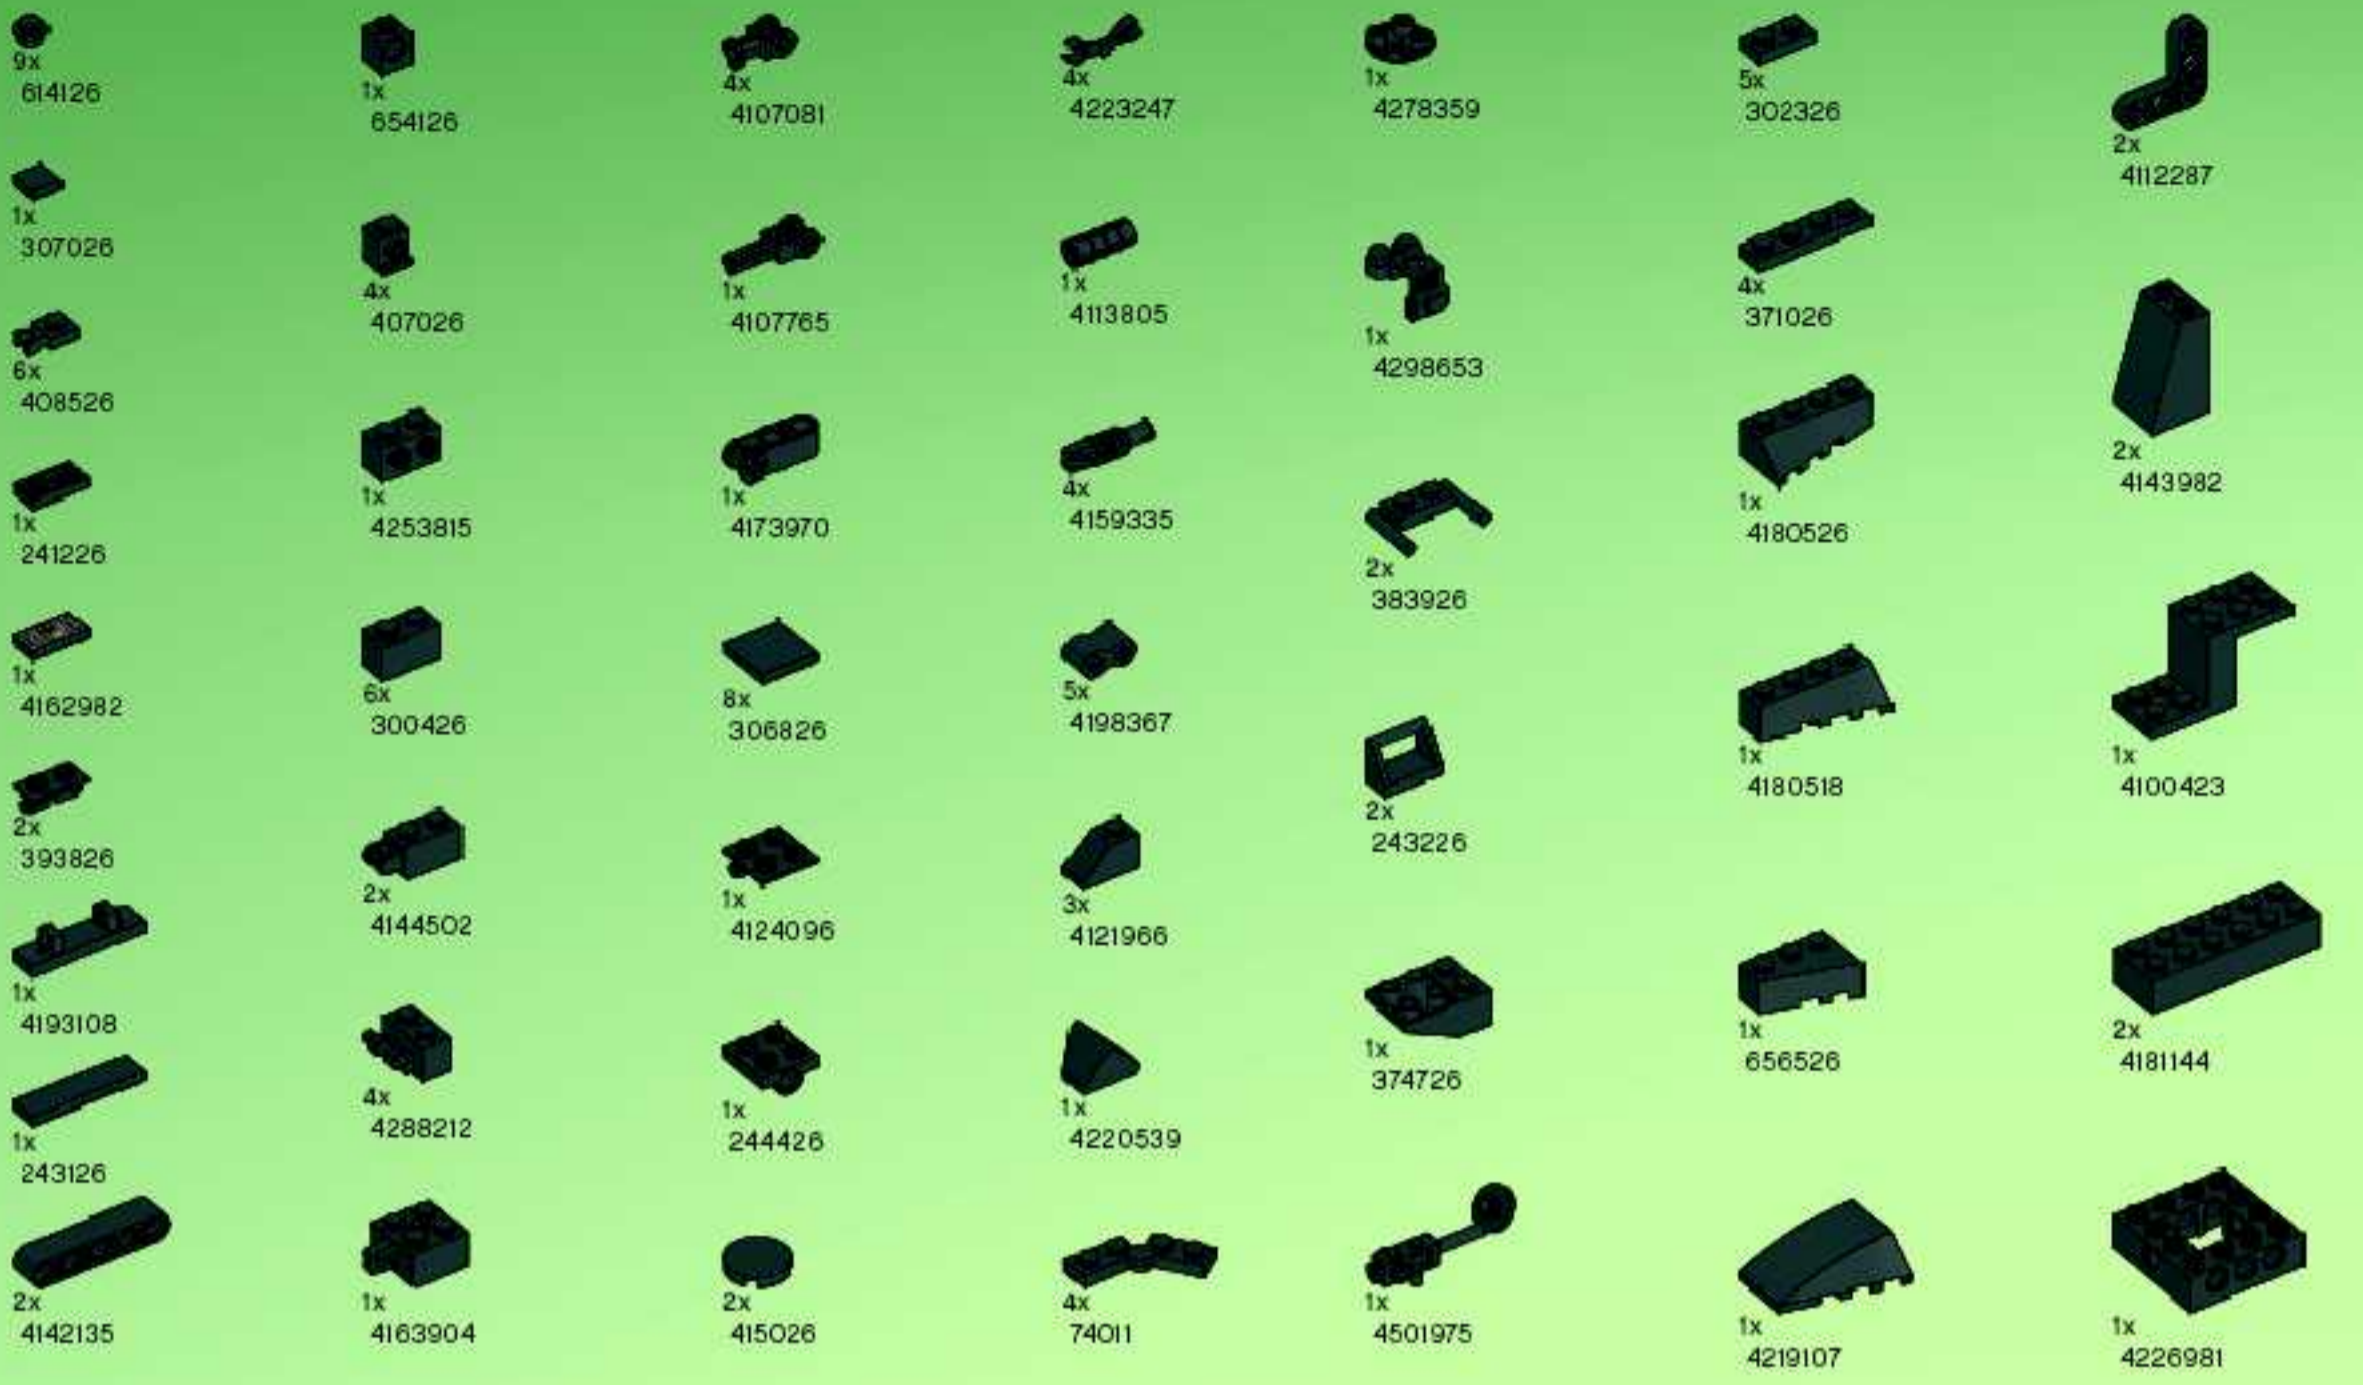 9x
614126
1x
307026
6x
408526
1x
241226
1x
4162982
2x
393826
1x
4193108
1x
243126
2x
4142135
1x
654126
4x
407026
1x
4253815
6x
300426
2x
4144502
4x
4288212
1x
4163904
4x
4107081
1x
4107765
1x
4173970
8x
306826
1x
4124096
1x
244426
2x
415026
4x
4223247
1x
4113805
4x
4159335
5x
4198367
3x
4121966
1x
4220539
4x
74011
1x
4278359
1x
4298653
2x
383926
2x
243226
1x
374726
1x
4501975
5x
302326
4x
371026
1x
4180526
1x
4180518
1x
656526
1x
4219107
2x
4112287
2x
4143982
1x
4100423
2x
4181144
1x
4226981